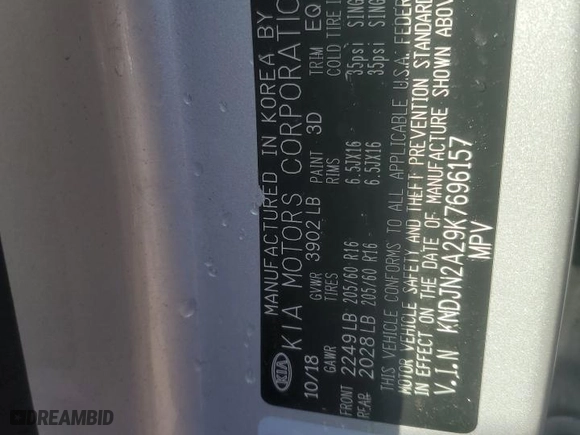 MANUFACTURED IN KOREA BY
KIA MOTORS CORPORATIO
KIA
10/18 GVWR 3902 LB PAINT 3D TRIM EQ
GAWR TIRES RIMS COLD TIRE
FRONT 2249 LB 205/60 R16 6.5JX16 35psi SING
REAR 2028 LB 205/60 R16 6.5JX16 35psi SING
THIS VEHICLE CONFORMS TO ALL APPLICABLE U.S.A. FEDER
MOTOR VEHICLE SAFETY AND THEFT PREVENTION STANDARD
IN EFFECT ON THE DATE OF MANUFACTURE SHOWN ABOV
V.I.N KNDJN2A29K7696157
MPV
DREAMBID